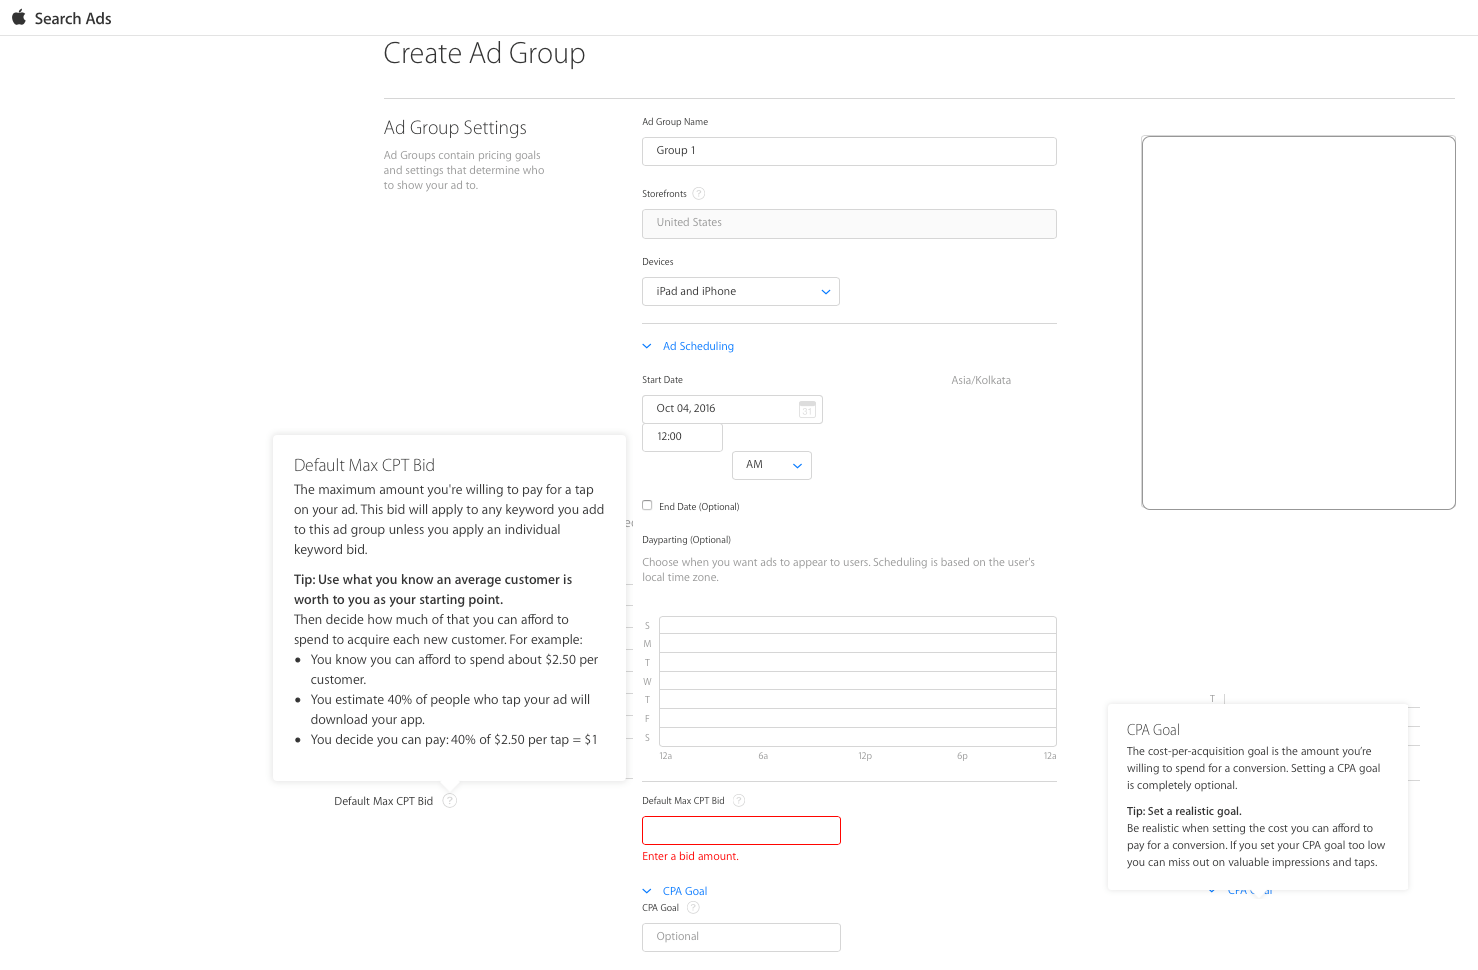 Search Ads
Create Ad Group
Ad Group Settings
Ad Groups contain pricing goals
and settings that determine who
to show your ad to.
Ad Group Name
Group 1
Storefronts ?
United States
Devices
iPad and iPhone
Ad Scheduling
Start Date
Asia/Kolkata
Oct 04, 2016
31
12:00
AM
End Date (Optional)
Dayparting (Optional)
Choose when you want ads to appear to users. Scheduling is based on the user's
local time zone.
S
M
T
W
T
F
S
12a 6a 12p 6p 12a
Default Max CPT Bid ?
Enter a bid amount.
CPA Goal
CPA Goal ?
Optional
Default Max CPT Bid
The maximum amount you're willing to pay for a tap
on your ad. This bid will apply to any keyword you add
to this ad group unless you apply an individual
keyword bid.
Tip: Use what you know an average customer is
worth to you as your starting point.
Then decide how much of that you can afford to
spend to acquire each new customer. For example:
• You know you can afford to spend about $2.50 per
customer.
• You estimate 40% of people who tap your ad will
download your app.
• You decide you can pay: 40% of $2.50 per tap = $1
Default Max CPT Bid ?
T
CPA Goal
The cost-per-acquisition goal is the amount you're
willing to spend for a conversion. Setting a CPA goal
is completely optional.
Tip: Set a realistic goal.
Be realistic when setting the cost you can afford to
pay for a conversion. If you set your CPA goal too low
you can miss out on valuable impressions and taps.